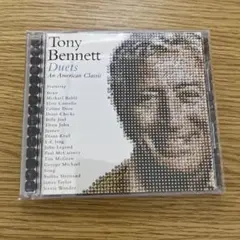 Tony
Bennett
Duets
An American Classic
Featuring
Bono
Michael Bublé
Elvis Costello
Celine Dion
Dixie Chicks
Billy Joel
Elton John
Juanes
Diana Krall
k.d. lang
John Legend
Paul McCartney
Tim McGraw
George Michael
Sting
Barbra Streisand
James Taylor
Stevie Wonder